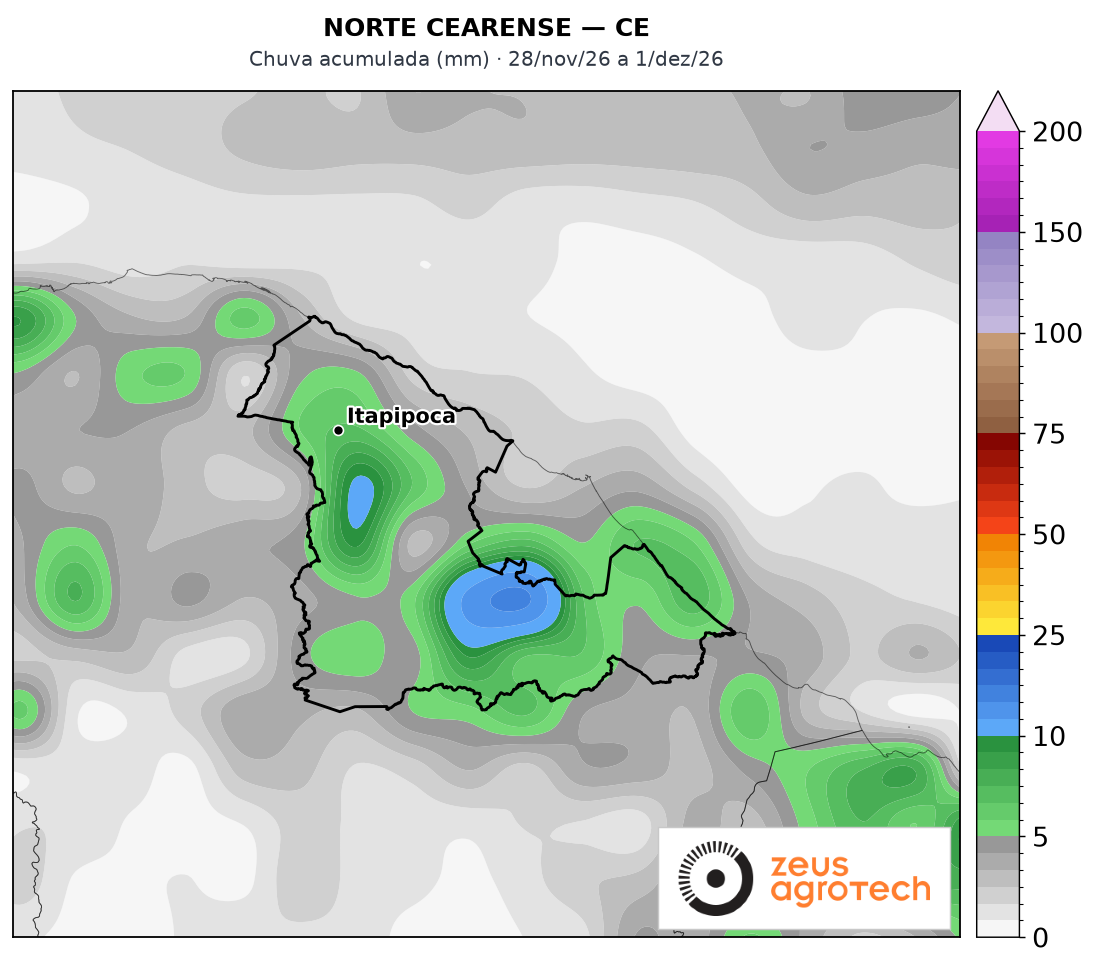 NORTE CEARENSE — CE
Chuva acumulada (mm) · 28/nov/26 a 1/dez/26
200
150
100
75
50
25
10
5
0
Itapipoca
zeus
agrotech